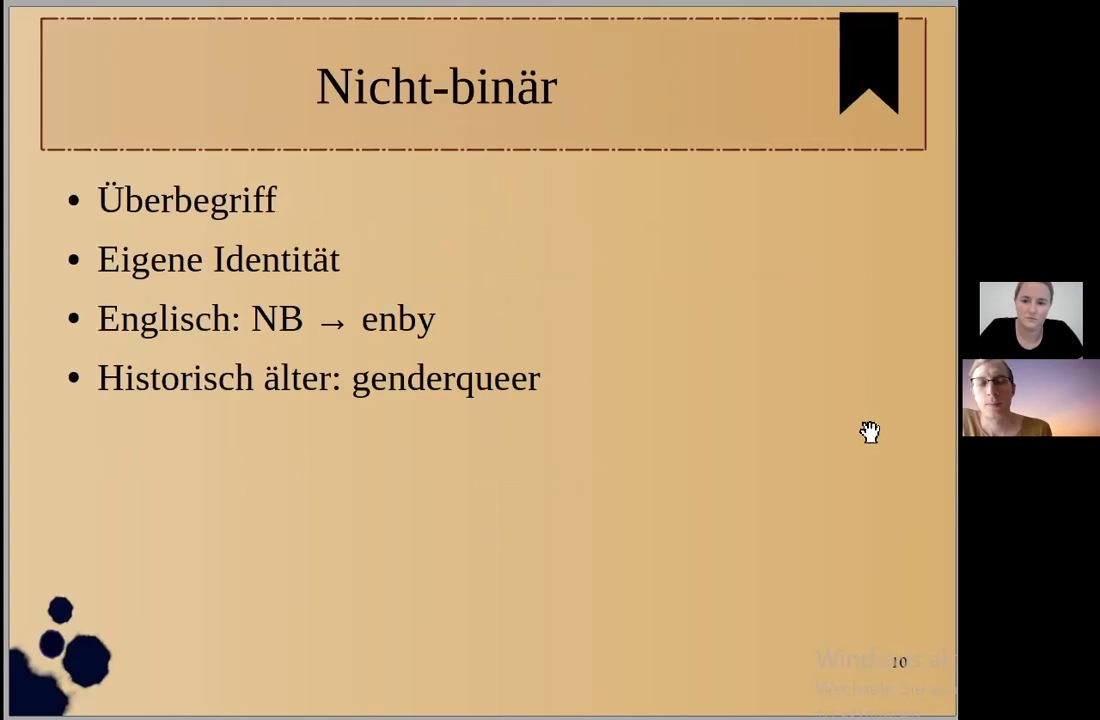 Nicht-binär
• Überbegriff
• Eigene Identität
• Englisch: NB → enby
• Historisch älter: genderqueer
10